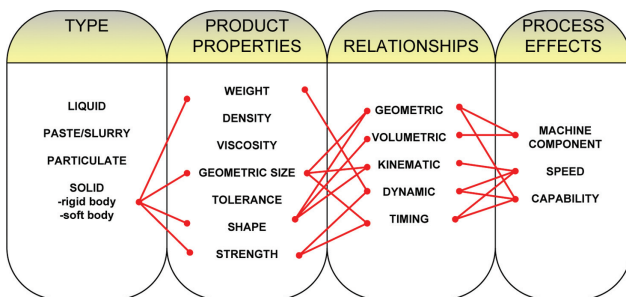 TYPE
PRODUCT
PROPERTIES
RELATIONSHIPS
PROCESS
EFFECTS
LIQUID
PASTE/SLURRY
PARTICULATE
SOLID
-rigid body
-soft body
WEIGHT
DENSITY
VISCOSITY
GEOMETRIC SIZE
TOLERANCE
SHAPE
STRENGTH
GEOMETRIC
VOLUMETRIC
KINEMATIC
DYNAMIC
TIMING
MACHINE
COMPONENT
SPEED
CAPABILITY